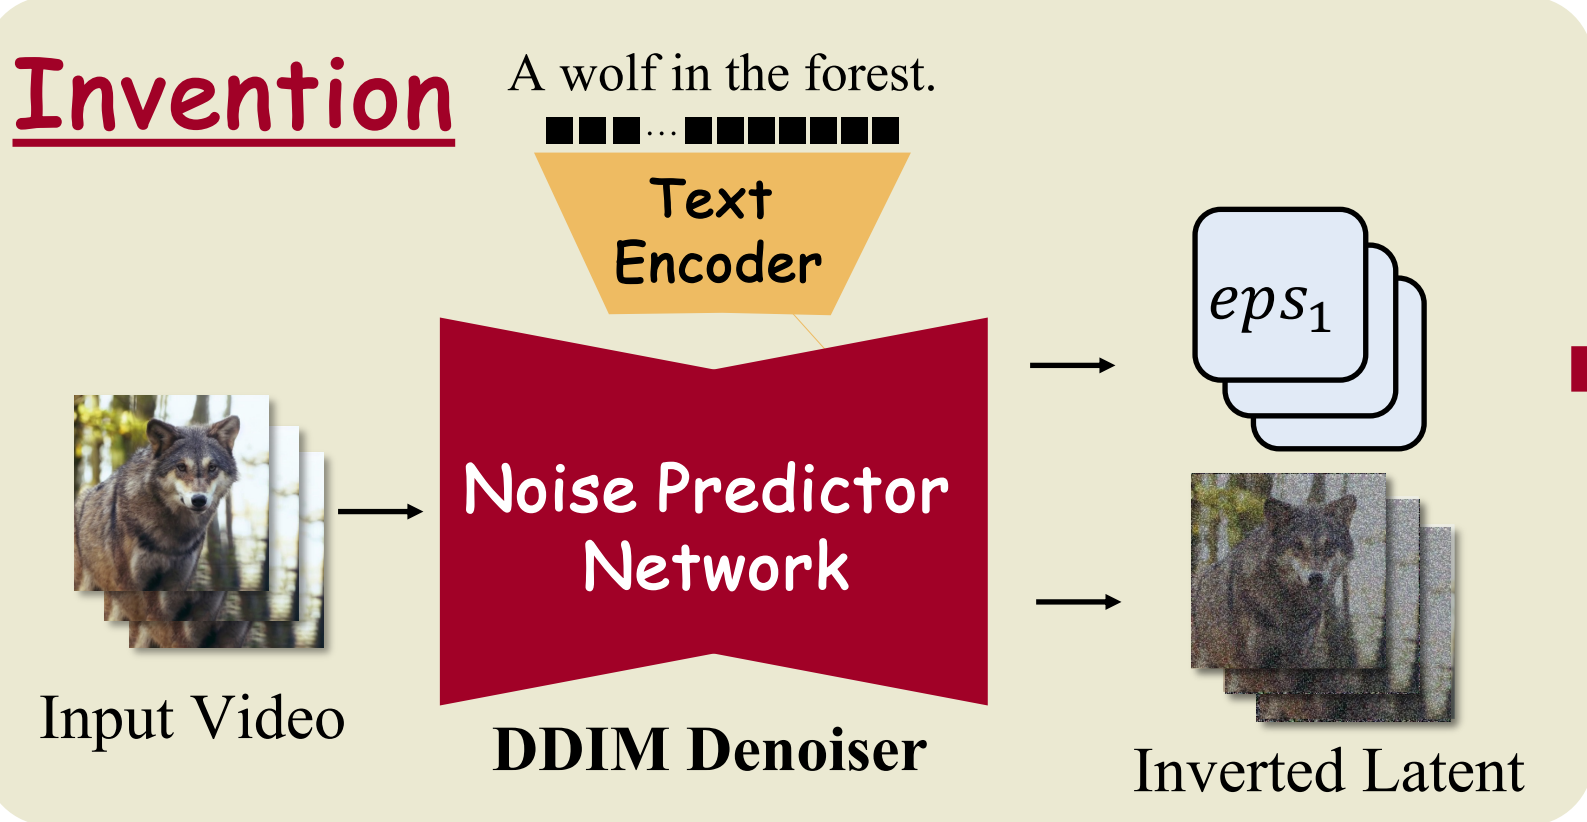 Invention
A wolf in the forest.
...
Text
Encoder
eps₁
Noise Predictor
Network
Input Video
DDIM Denoiser
Inverted Latent